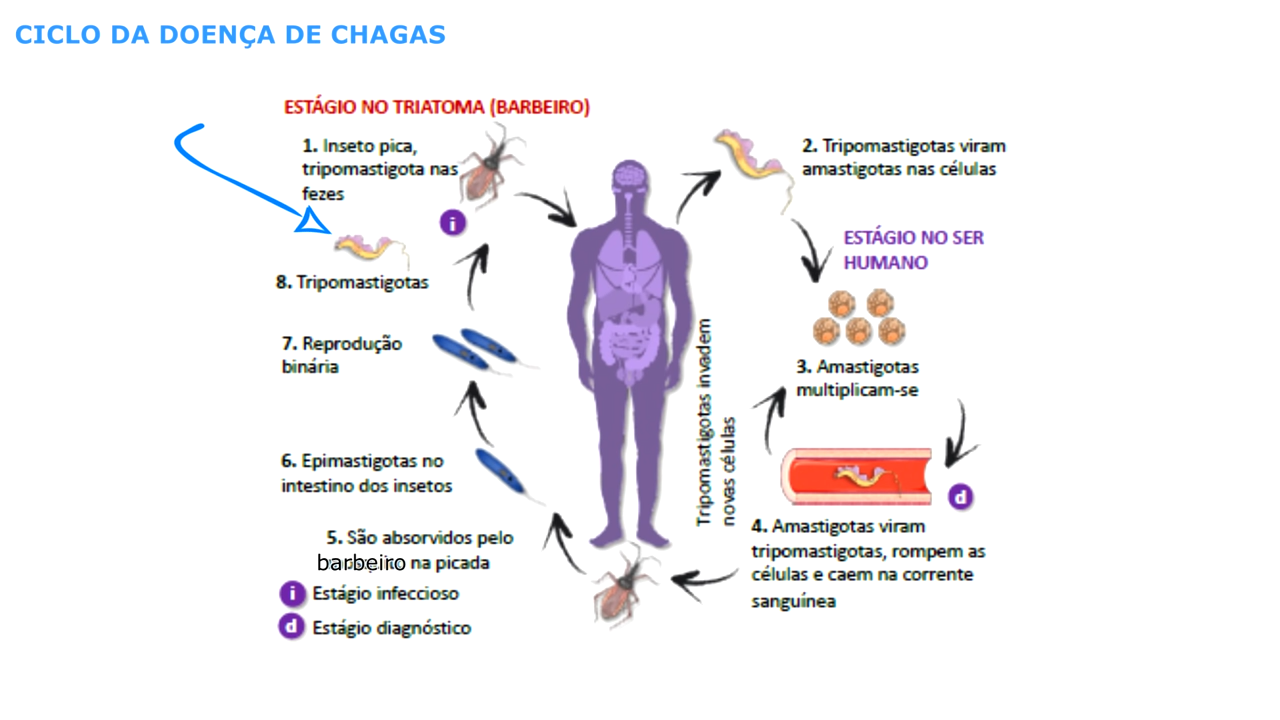 CICLO DA DOENÇA DE CHAGAS
ESTÁGIO NO TRIATOMA (BARBEIRO)
1. Inseto pica,
tripomastigota nas
fezes
i
8. Tripomastigotas
7. Reprodução
binária
6. Epimastigotas no
intestino dos insetos
5. São absorvidos pelo
barbeiro na picada
i Estágio infeccioso
d Estágio diagnóstico
2. Tripomastigotas viram
amastigotas nas células
ESTÁGIO NO SER
HUMANO
3. Amastigotas
multiplicam-se
Tripomastigotas invadem
novas células
d
4. Amastigotas viram
tripomastigotas, rompem as
células e caem na corrente
sanguínea